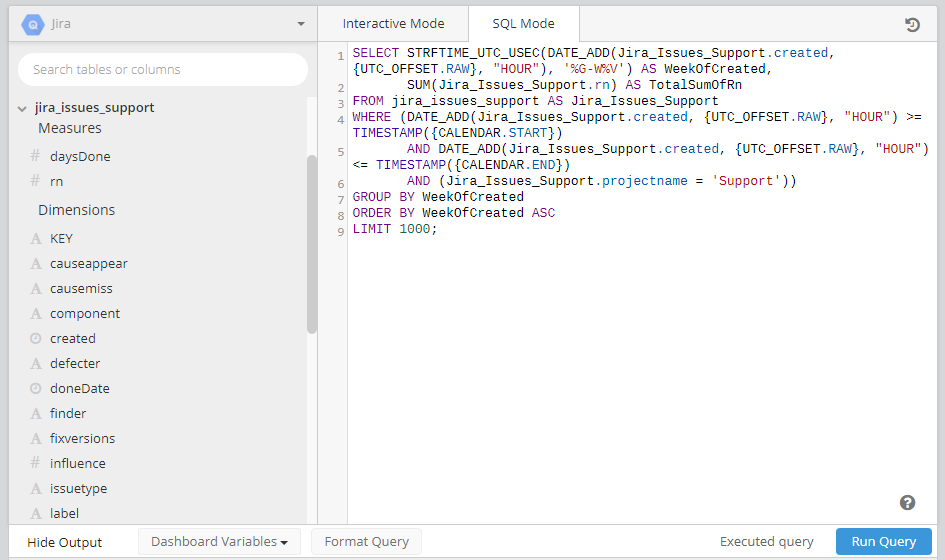 Jira
Interactive Mode
SQL Mode
Search tables or columns
jira_issues_support
Measures
# daysDone
# rn
Dimensions
A KEY
A causeappear
A causemiss
A component
created
A defecter
doneDate
A finder
A fixversions
# influence
A issuetype
A label
1 SELECT STRFTIME_UTC_USEC(DATE_ADD(Jira_Issues_Support.created,
{UTC_OFFSET.RAW}, "HOUR"), '%G-W%V') AS WeekOfCreated,
2 SUM(Jira_Issues_Support.rn) AS TotalSumOfRn
3 FROM jira_issues_support AS Jira_Issues_Support
4 WHERE (DATE_ADD(Jira_Issues_Support.created, {UTC_OFFSET.RAW}, "HOUR") >=
TIMESTAMP({CALENDAR.START})
5 AND DATE_ADD(Jira_Issues_Support.created, {UTC_OFFSET.RAW}, "HOUR")
<= TIMESTAMP({CALENDAR.END})
6 AND (Jira_Issues_Support.projectname = 'Support'))
7 GROUP BY WeekOfCreated
8 ORDER BY WeekOfCreated ASC
9 LIMIT 1000;
?
Hide Output
Dashboard Variables
Format Query
Executed query
Run Query